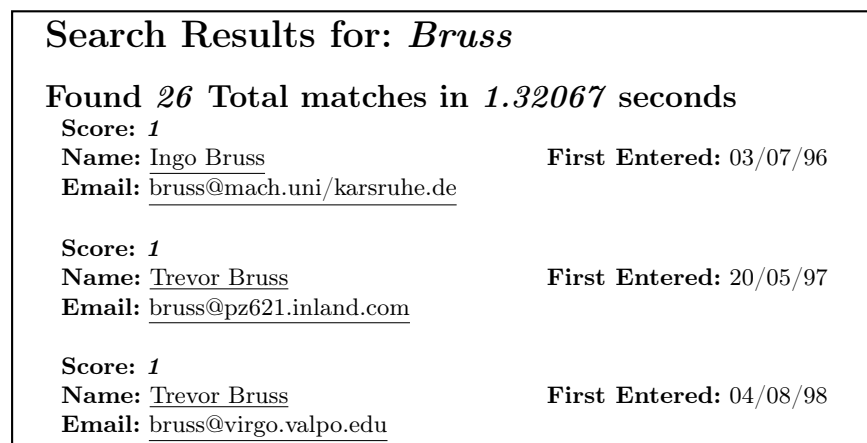 Search Results for: Bruss
Found 26 Total matches in 1.32067 seconds
Score: 1
Name: Ingo Bruss First Entered: 03/07/96
Email: bruss@mach.uni/karsruhe.de
Score: 1
Name: Trevor Bruss First Entered: 20/05/97
Email: bruss@pz621.inland.com
Score: 1
Name: Trevor Bruss First Entered: 04/08/98
Email: bruss@virgo.valpo.edu